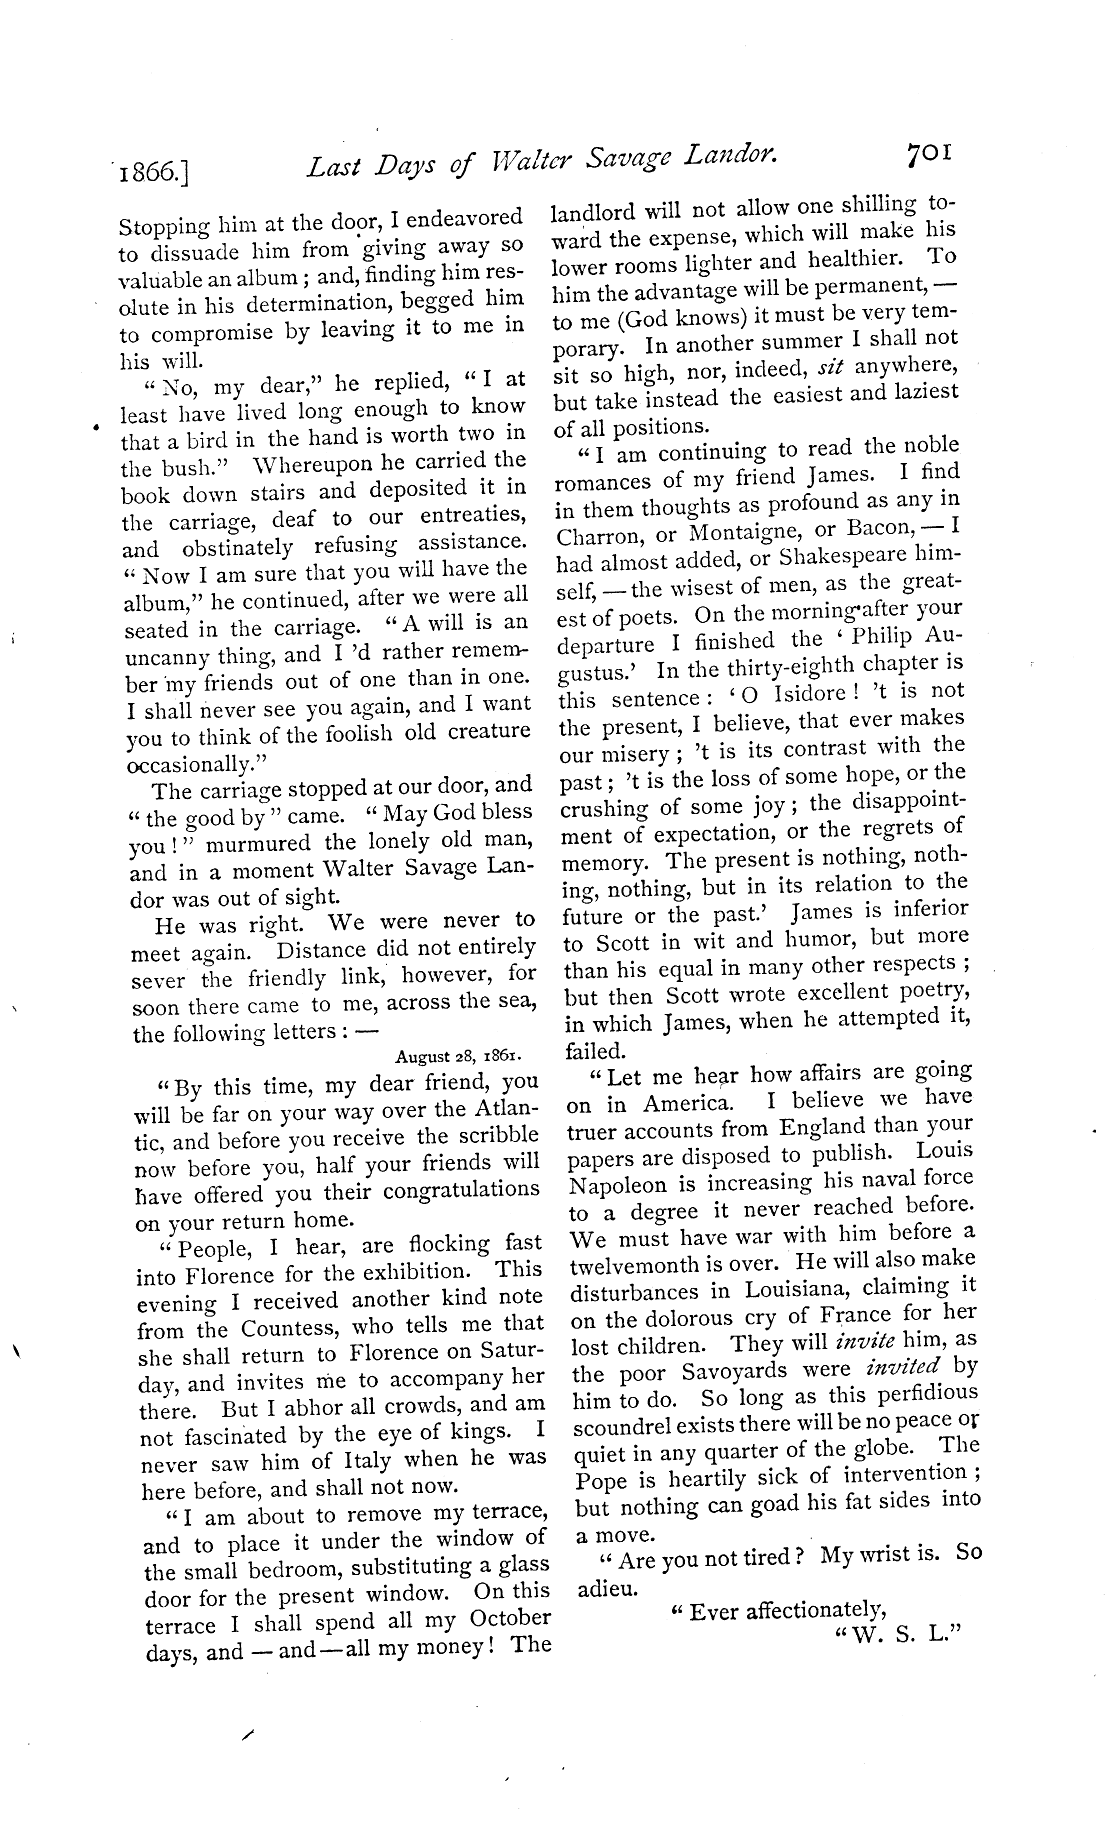 1866.] Last Days of Walter Savage Landor. 701
Stopping him at the door, I endeavored
to dissuade him from giving away so
valuable an album ; and, finding him res-
olute in his determination, begged him
to compromise by leaving it to me in
his will.
“ No, my dear,” he replied, “ I at
least have lived long enough to know
that a bird in the hand is worth two in
the bush.” Whereupon he carried the
book down stairs and deposited it in
the carriage, deaf to our entreaties,
and obstinately refusing assistance.
“ Now I am sure that you will have the
album,” he continued, after we were all
seated in the carriage. “ A will is an
uncanny thing, and I ’d rather remem-
ber my friends out of one than in one.
I shall never see you again, and I want
you to think of the foolish old creature
occasionally.”
The carriage stopped at our door, and
“ the good by ” came. “ May God bless
you ! ” murmured the lonely old man,
and in a moment Walter Savage Lan-
dor was out of sight.
He was right. We were never to
meet again. Distance did not entirely
sever the friendly link, however, for
soon there came to me, across the sea,
the following letters : —
August 28, 1861.
“ By this time, my dear friend, you
will be far on your way over the Atlan-
tic, and before you receive the scribble
now before you, half your friends will
have offered you their congratulations
on your return home.
“ People, I hear, are flocking fast
into Florence for the exhibition. This
evening I received another kind note
from the Countess, who tells me that
she shall return to Florence on Satur-
day, and invites me to accompany her
there. But I abhor all crowds, and am
not fascinated by the eye of kings. I
never saw him of Italy when he was
here before, and shall not now.
“ I am about to remove my terrace,
and to place it under the window of
the small bedroom, substituting a glass
door for the present window. On this
terrace I shall spend all my October
days, and — and — all my money ! The
landlord will not allow one shilling to-
ward the expense, which will make his
lower rooms lighter and healthier. To
him the advantage will be permanent, —
to me (God knows) it must be very tem-
porary. In another summer I shall not
sit so high, nor, indeed, sit anywhere,
but take instead the easiest and laziest
of all positions.
“ I am continuing to read the noble
romances of my friend James. I find
in them thoughts as profound as any in
Charron, or Montaigne, or Bacon, — I
had almost added, or Shakespeare him-
self, — the wisest of men, as the great-
est of poets. On the morning after your
departure I finished the ‘ Philip Au-
gustus.’ In the thirty-eighth chapter is
this sentence : ‘ O Isidore ! ’t is not
the present, I believe, that ever makes
our misery ; ’t is its contrast with the
past ; ’t is the loss of some hope, or the
crushing of some joy ; the disappoint-
ment of expectation, or the regrets of
memory. The present is nothing, noth-
ing, nothing, but in its relation to the
future or the past.’ James is inferior
to Scott in wit and humor, but more
than his equal in many other respects ;
but then Scott wrote excellent poetry,
in which James, when he attempted it,
failed.
“ Let me hear how affairs are going
on in America. I believe we have
truer accounts from England than your
papers are disposed to publish. Louis
Napoleon is increasing his naval force
to a degree it never reached before.
We must have war with him before a
twelvemonth is over. He will also make
disturbances in Louisiana, claiming it
on the dolorous cry of France for her
lost children. They will invite him, as
the poor Savoyards were invited by
him to do. So long as this perfidious
scoundrel exists there will be no peace or
quiet in any quarter of the globe. The
Pope is heartily sick of intervention ;
but nothing can goad his fat sides into
a move.
“ Are you not tired ? My wrist is. So
adieu.
“ Ever affectionately,
“ W. S. L.”